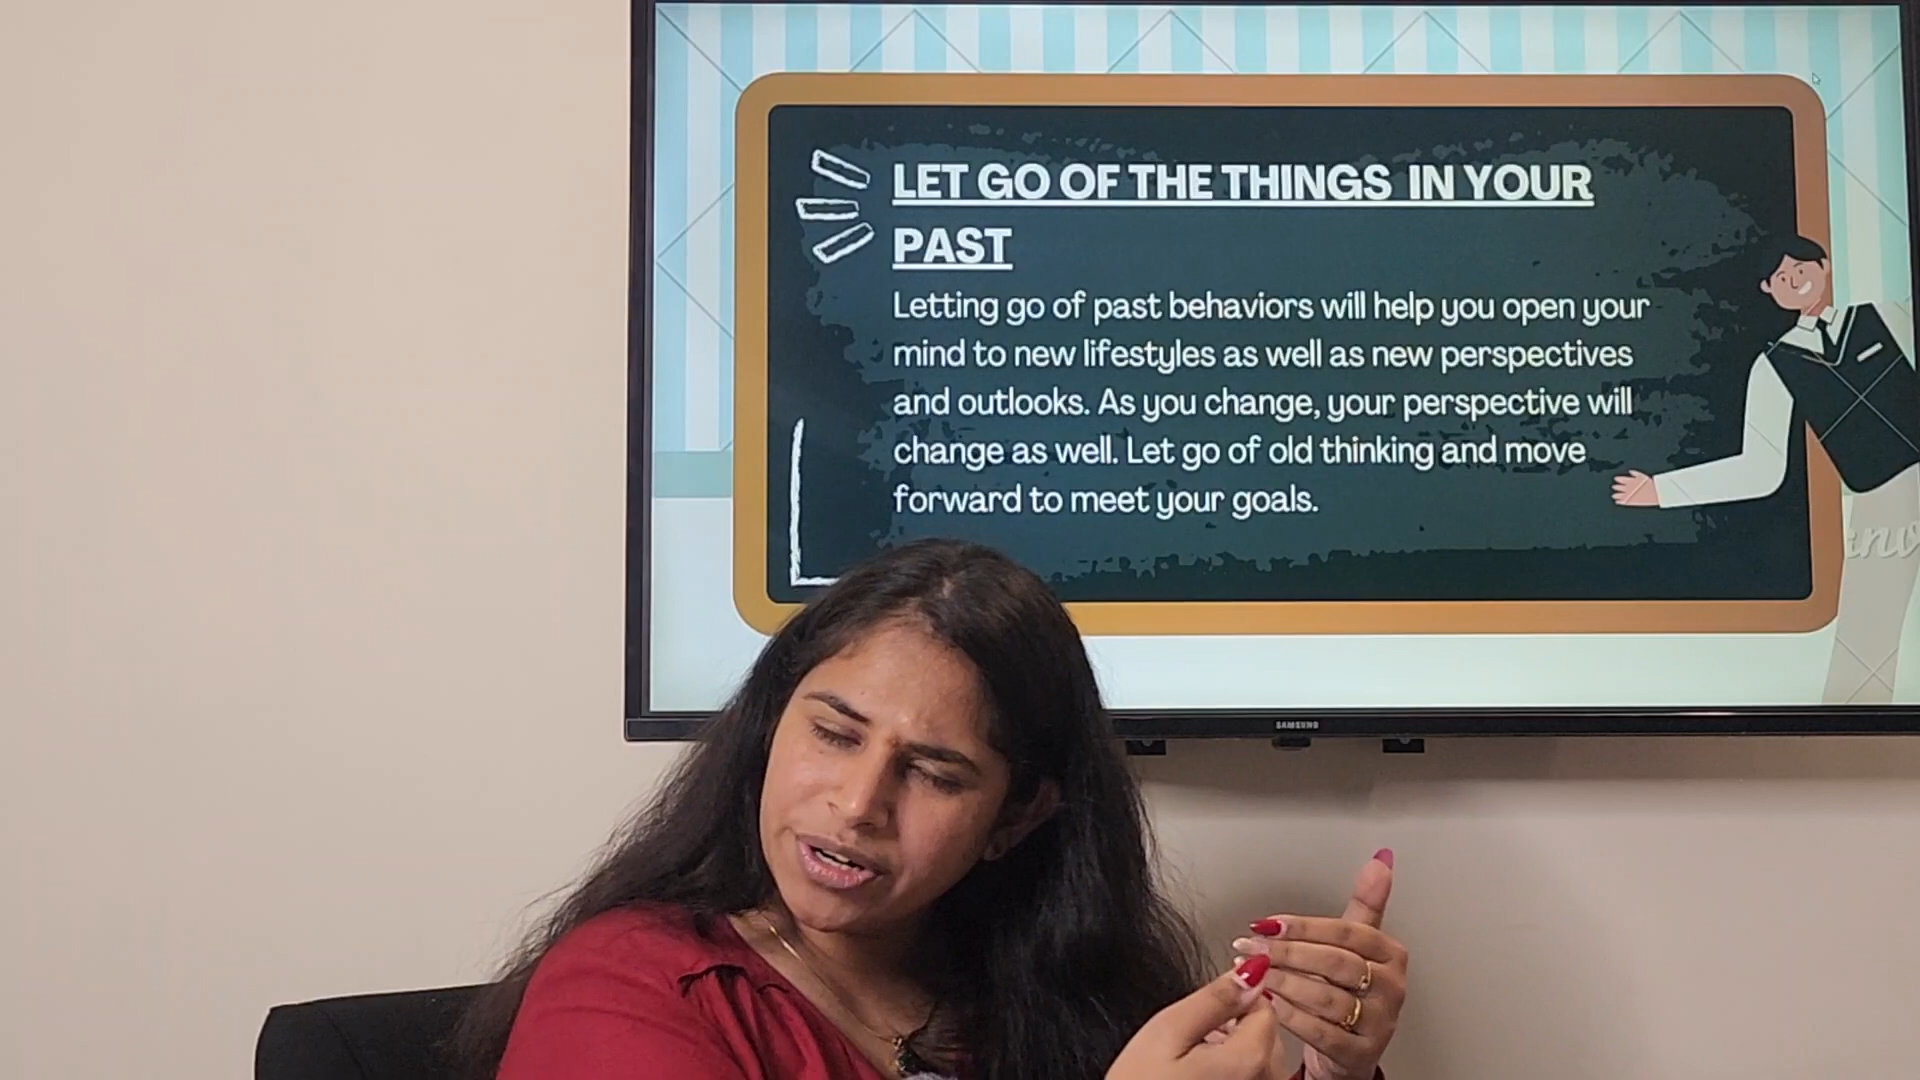 LET GO OF THE THINGS IN YOUR
PAST
Letting go of past behaviors will help you open your
mind to new lifestyles as well as new perspectives
and outlooks. As you change, your perspective will
change as well. Let go of old thinking and move
forward to meet your goals.
SAMSUNG